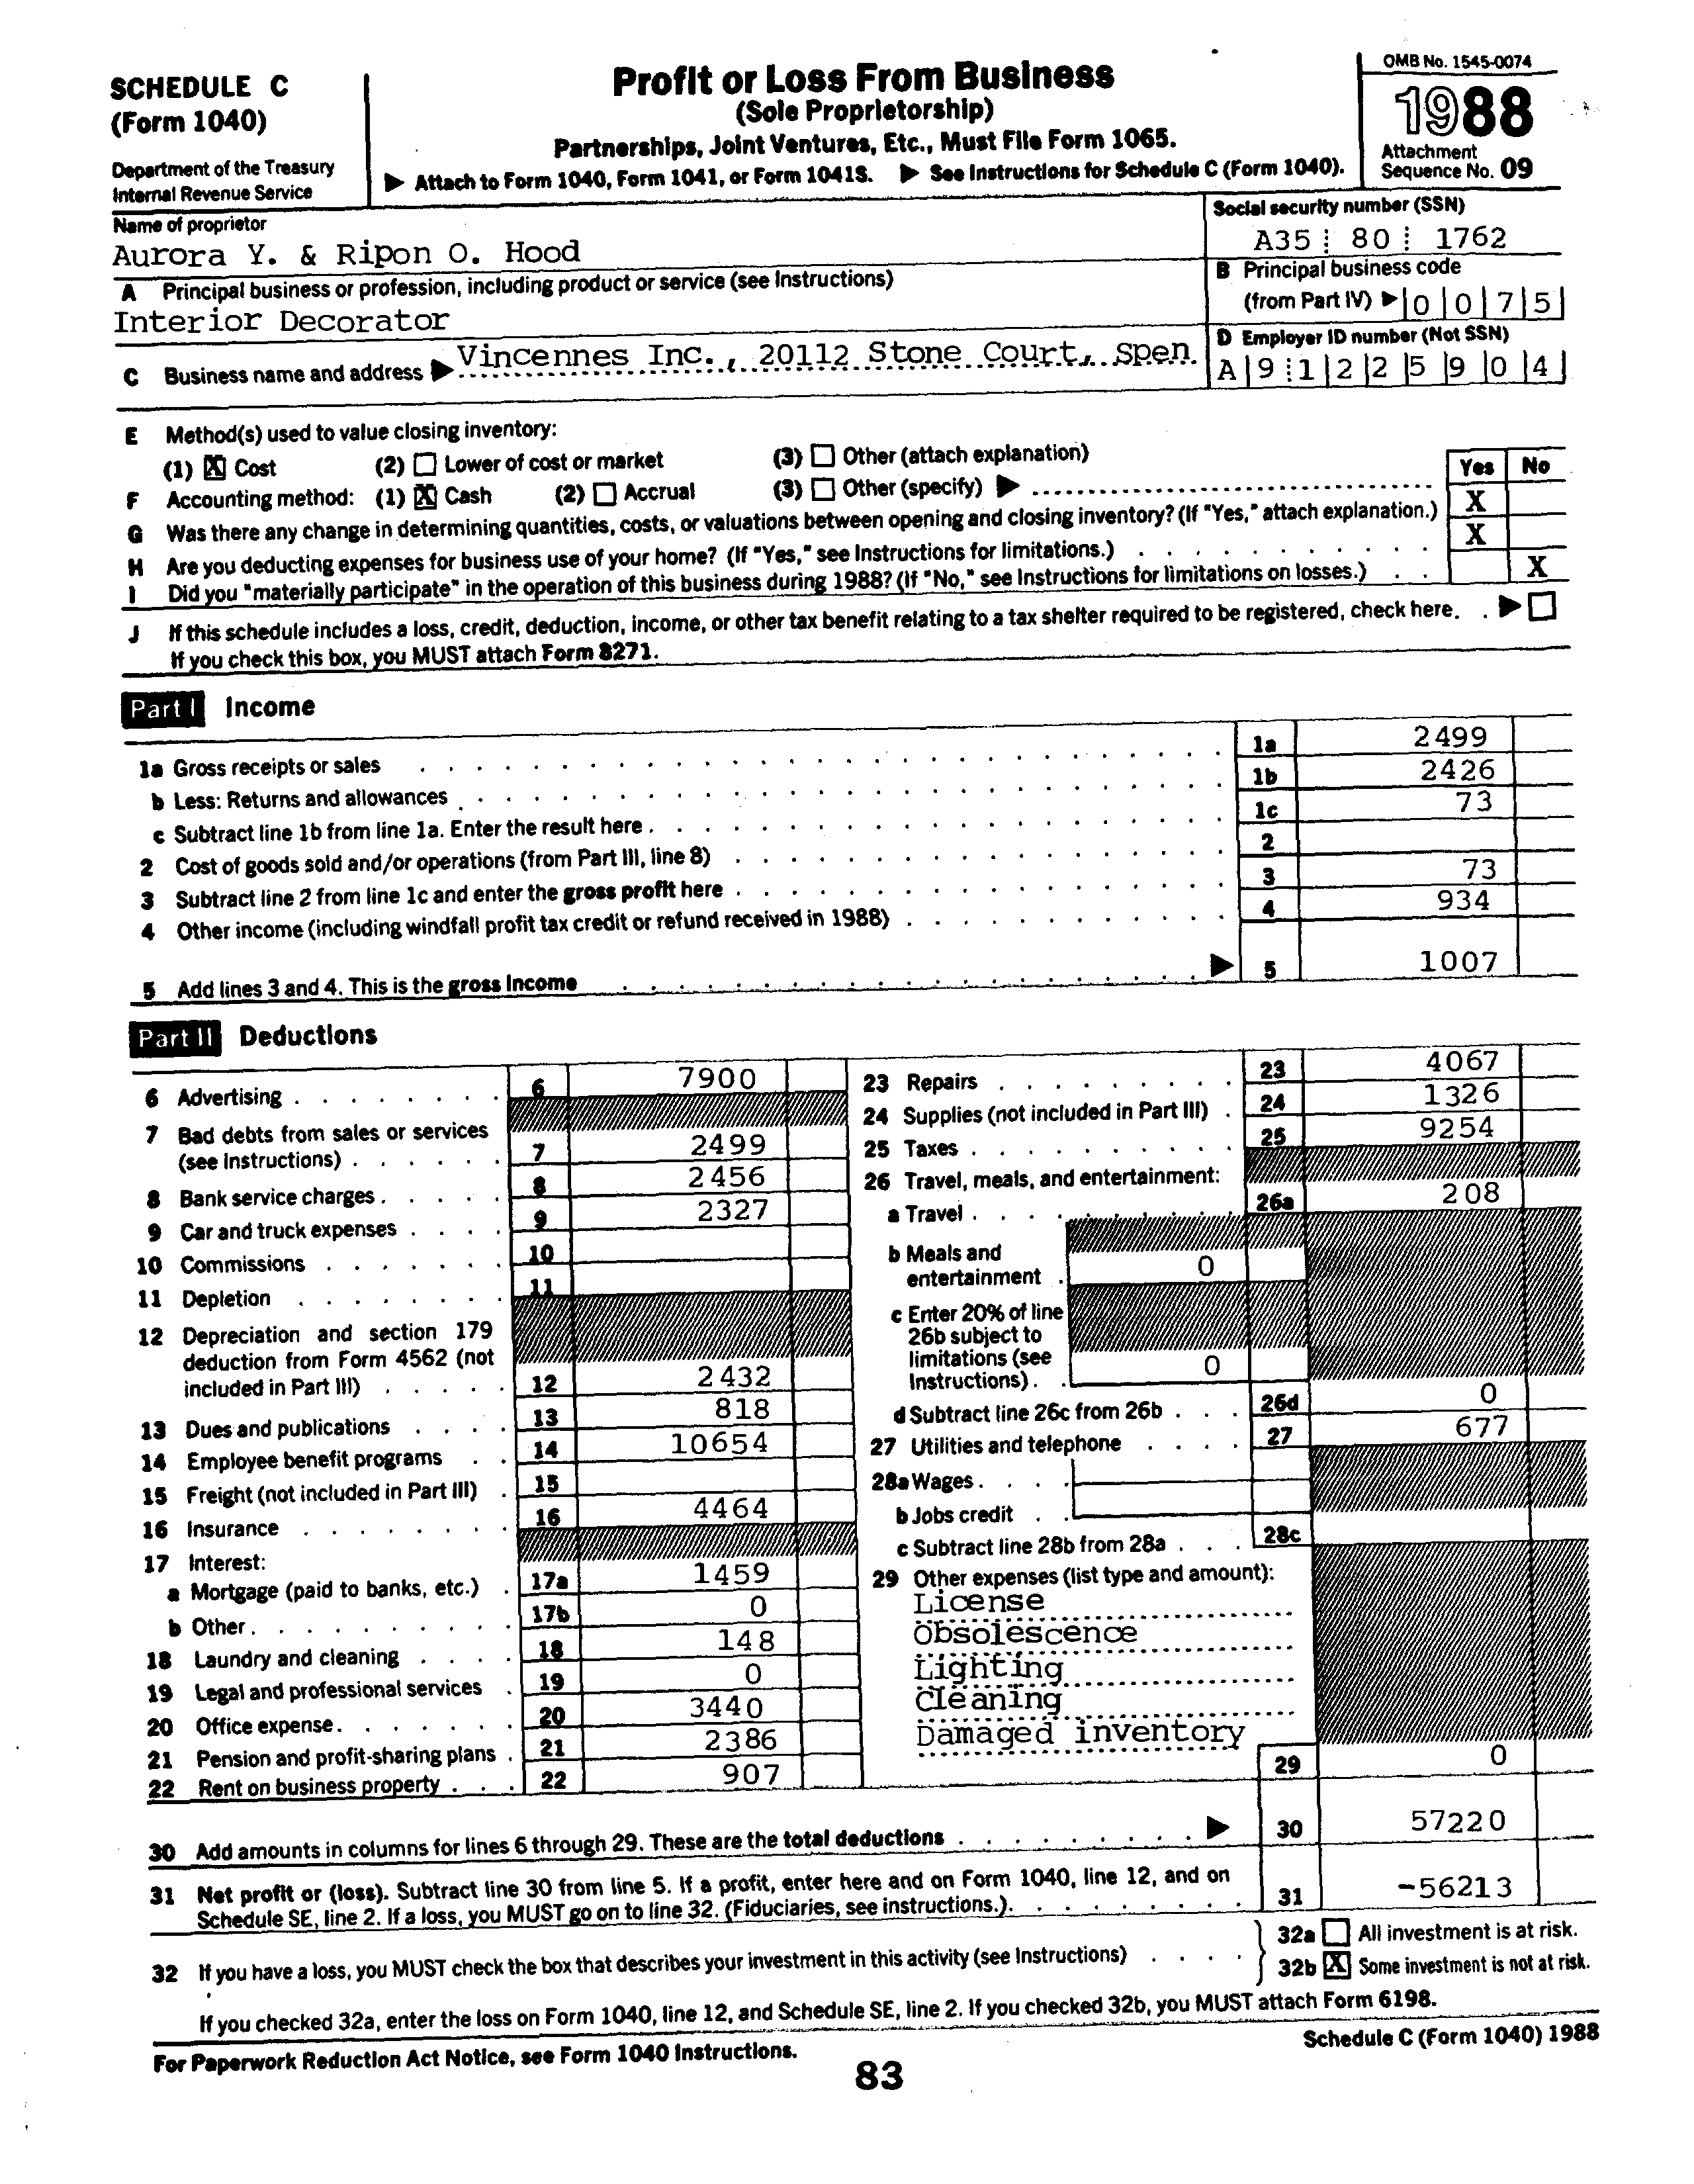 SCHEDULE C
(Form 1040)
Department of the Treasury
Internal Revenue Service
Profit or Loss From Business
(Sole Proprietorship)
Partnerships, Joint Ventures, Etc., Must File Form 1065.
▶ Attach to Form 1040, Form 1041, or Form 1041S. ▶ See Instructions for Schedule C (Form 1040).
OMB No. 1545-0074
1988
Attachment
Sequence No. 09
Name of proprietor
Aurora Y. & Ripon O. Hood
Social security number (SSN)
A35 80 1762
A Principal business or profession, including product or service (see Instructions)
Interior Decorator
B Principal business code
(from Part IV) ▶ 0 0 7 5
C Business name and address ▶ Vincennes Inc., 20112 Stone Court, Spen.
D Employer ID number (Not SSN)
A 9 1 2 2 5 9 0 4
E Method(s) used to value closing inventory:
(1) [X] Cost (2) [ ] Lower of cost or market (3) [ ] Other (attach explanation)
Yes No
F Accounting method: (1) [X] Cash (2) [ ] Accrual (3) [ ] Other (specify) ▶
G Was there any change in determining quantities, costs, or valuations between opening and closing inventory? (If "Yes," attach explanation.) X
H Are you deducting expenses for business use of your home? (If "Yes," see Instructions for limitations.) X
I Did you "materially participate" in the operation of this business during 1988? (If "No," see Instructions for limitations on losses.) X
J If this schedule includes a loss, credit, deduction, income, or other tax benefit relating to a tax shelter required to be registered, check here. ▶ [ ]
If you check this box, you MUST attach Form 8271.
Part I Income
1a Gross receipts or sales 1a 2499
b Less: Returns and allowances 1b 2426
c Subtract line 1b from line 1a. Enter the result here 1c 73
2 Cost of goods sold and/or operations (from Part III, line 8) 2
3 Subtract line 2 from line 1c and enter the gross profit here 3 73
4 Other income (including windfall profit tax credit or refund received in 1988) 4 934
5 Add lines 3 and 4. This is the gross income ▶ 5 1007
Part II Deductions
6 Advertising 6 7900
7 Bad debts from sales or services
(see Instructions) 7 2499
8 Bank service charges 8 2456
9 Car and truck expenses 9 2327
10 Commissions 10
11 Depletion 11
12 Depreciation and section 179
deduction from Form 4562 (not
included in Part III) 12 2432
13 Dues and publications 13 818
14 Employee benefit programs 14 10654
15 Freight (not included in Part III) 15
16 Insurance 16 4464
17 Interest:
a Mortgage (paid to banks, etc.) 17a 1459
b Other 17b 0
18 Laundry and cleaning 18 148
19 Legal and professional services 19 0
20 Office expense 20 3440
21 Pension and profit-sharing plans 21 2386
22 Rent on business property 22 907
23 Repairs 23 4067
24 Supplies (not included in Part III) 24 1326
25 Taxes 25 9254
26 Travel, meals, and entertainment:
a Travel 26a 208
b Meals and
entertainment 0
c Enter 20% of line
26b subject to
limitations (see
Instructions) 0
d Subtract line 26c from 26b 26d 0
27 Utilities and telephone 27 677
28a Wages
b Jobs credit
c Subtract line 28b from 28a 28c
29 Other expenses (list type and amount):
License
Obsolescence
Lighting
Cleaning
Damaged inventory
29 0
30 Add amounts in columns for lines 6 through 29. These are the total deductions ▶ 30 57220
31 Net profit or (loss). Subtract line 30 from line 5. If a profit, enter here and on Form 1040, line 12, and on
Schedule SE, line 2. If a loss, you MUST go on to line 32. (Fiduciaries, see instructions.) 31 -56213
32 If you have a loss, you MUST check the box that describes your investment in this activity (see Instructions)
32a [ ] All investment is at risk.
32b [X] Some investment is not at risk.
If you checked 32a, enter the loss on Form 1040, line 12, and Schedule SE, line 2. If you checked 32b, you MUST attach Form 6198.
For Paperwork Reduction Act Notice, see Form 1040 Instructions.
Schedule C (Form 1040) 1988
83